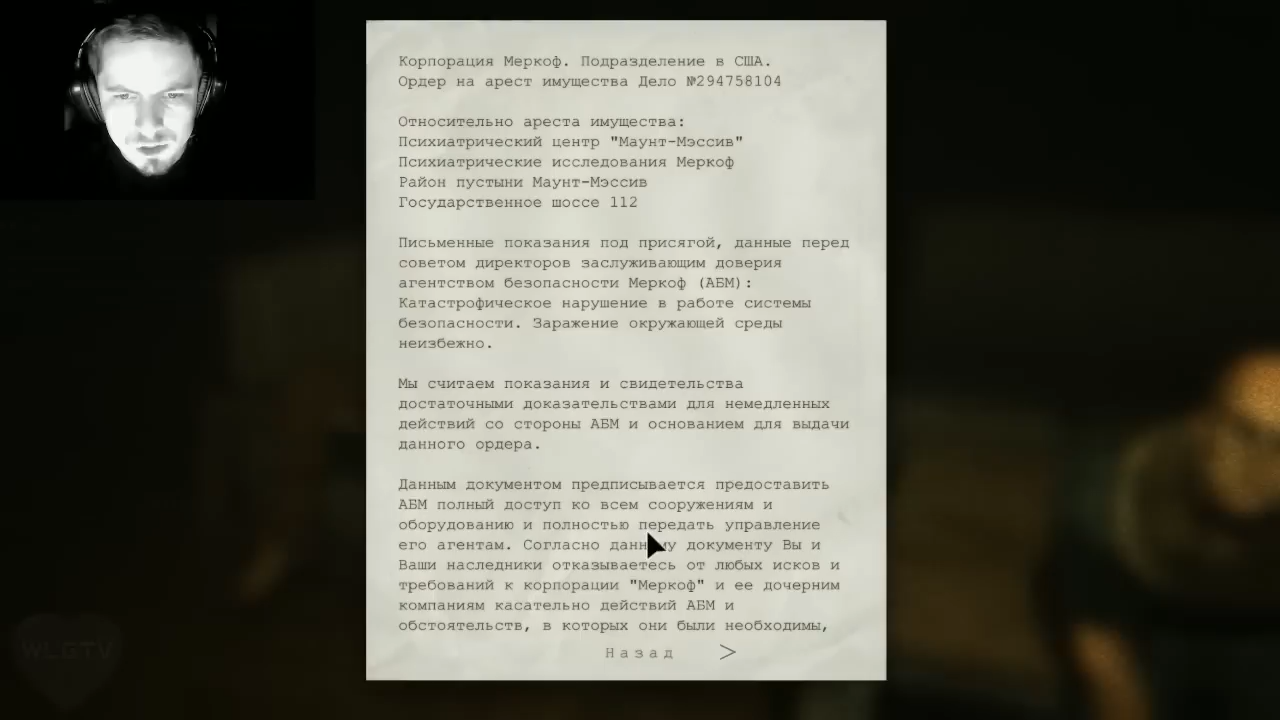 Корпорация Меркоф. Подразделение в США.
Ордер на арест имущества Дело №294758104
Относительно ареста имущества:
Психиатрический центр "Маунт-Мэссив"
Психиатрические исследования Меркоф
Район пустыни Маунт-Мэссив
Государственное шоссе 112
Письменные показания под присягой, данные перед
советом директоров заслуживающим доверия
агентством безопасности Меркоф (АБМ):
Катастрофическое нарушение в работе системы
безопасности. Заражение окружающей среды
неизбежно.
Мы считаем показания и свидетельства
достаточными доказательствами для немедленных
действий со стороны АБМ и основанием для выдачи
данного ордера.
Данным документом предписывается предоставить
АБМ полный доступ ко всем сооружениям и
оборудованию и полностью передать управление
его агентам. Согласно данному документу Вы и
Ваши наследники отказываетесь от любых исков и
требований к корпорации "Меркоф" и ее дочерним
компаниям касательно действий АБМ и
обстоятельств, в которых они были необходимы,
Назад >
WLGTV